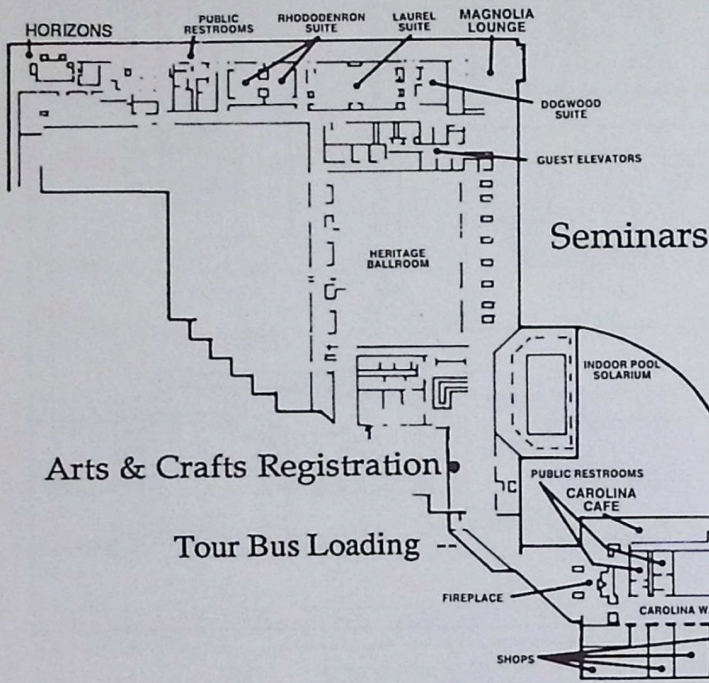 HORIZONS
PUBLIC
RESTROOMS
RHODODENRON
SUITE
LAUREL
SUITE
MAGNOLIA
LOUNGE
DOGWOOD
SUITE
GUEST ELEVATORS
Seminars
HERITAGE
BALLROOM
INDOOR POOL
SOLARIUM
Arts & Crafts Registration
PUBLIC RESTROOMS
CAROLINA
CAFE
Tour Bus Loading --
FIREPLACE
CAROLINA W
SHOPS